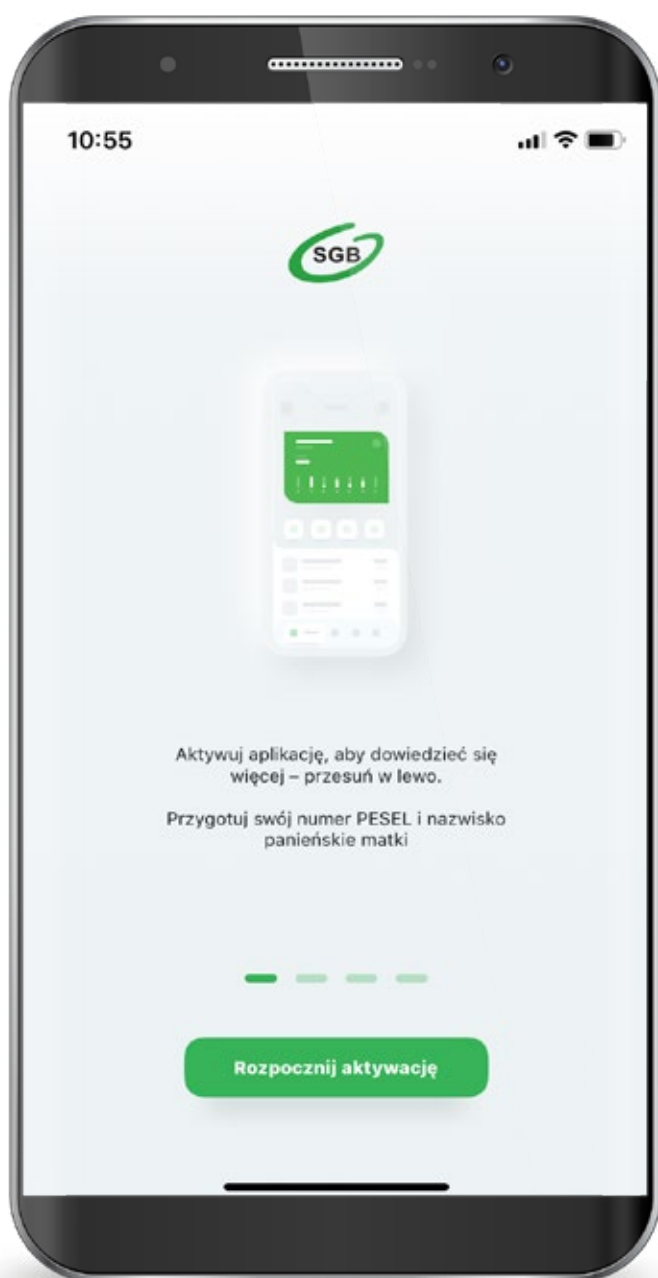 10:55
SGB
Aktywuj aplikację, aby dowiedzieć się
więcej – przesuń w lewo.
Przygotuj swój numer PESEL i nazwisko
panieńskie matki
Rozpocznij aktywację